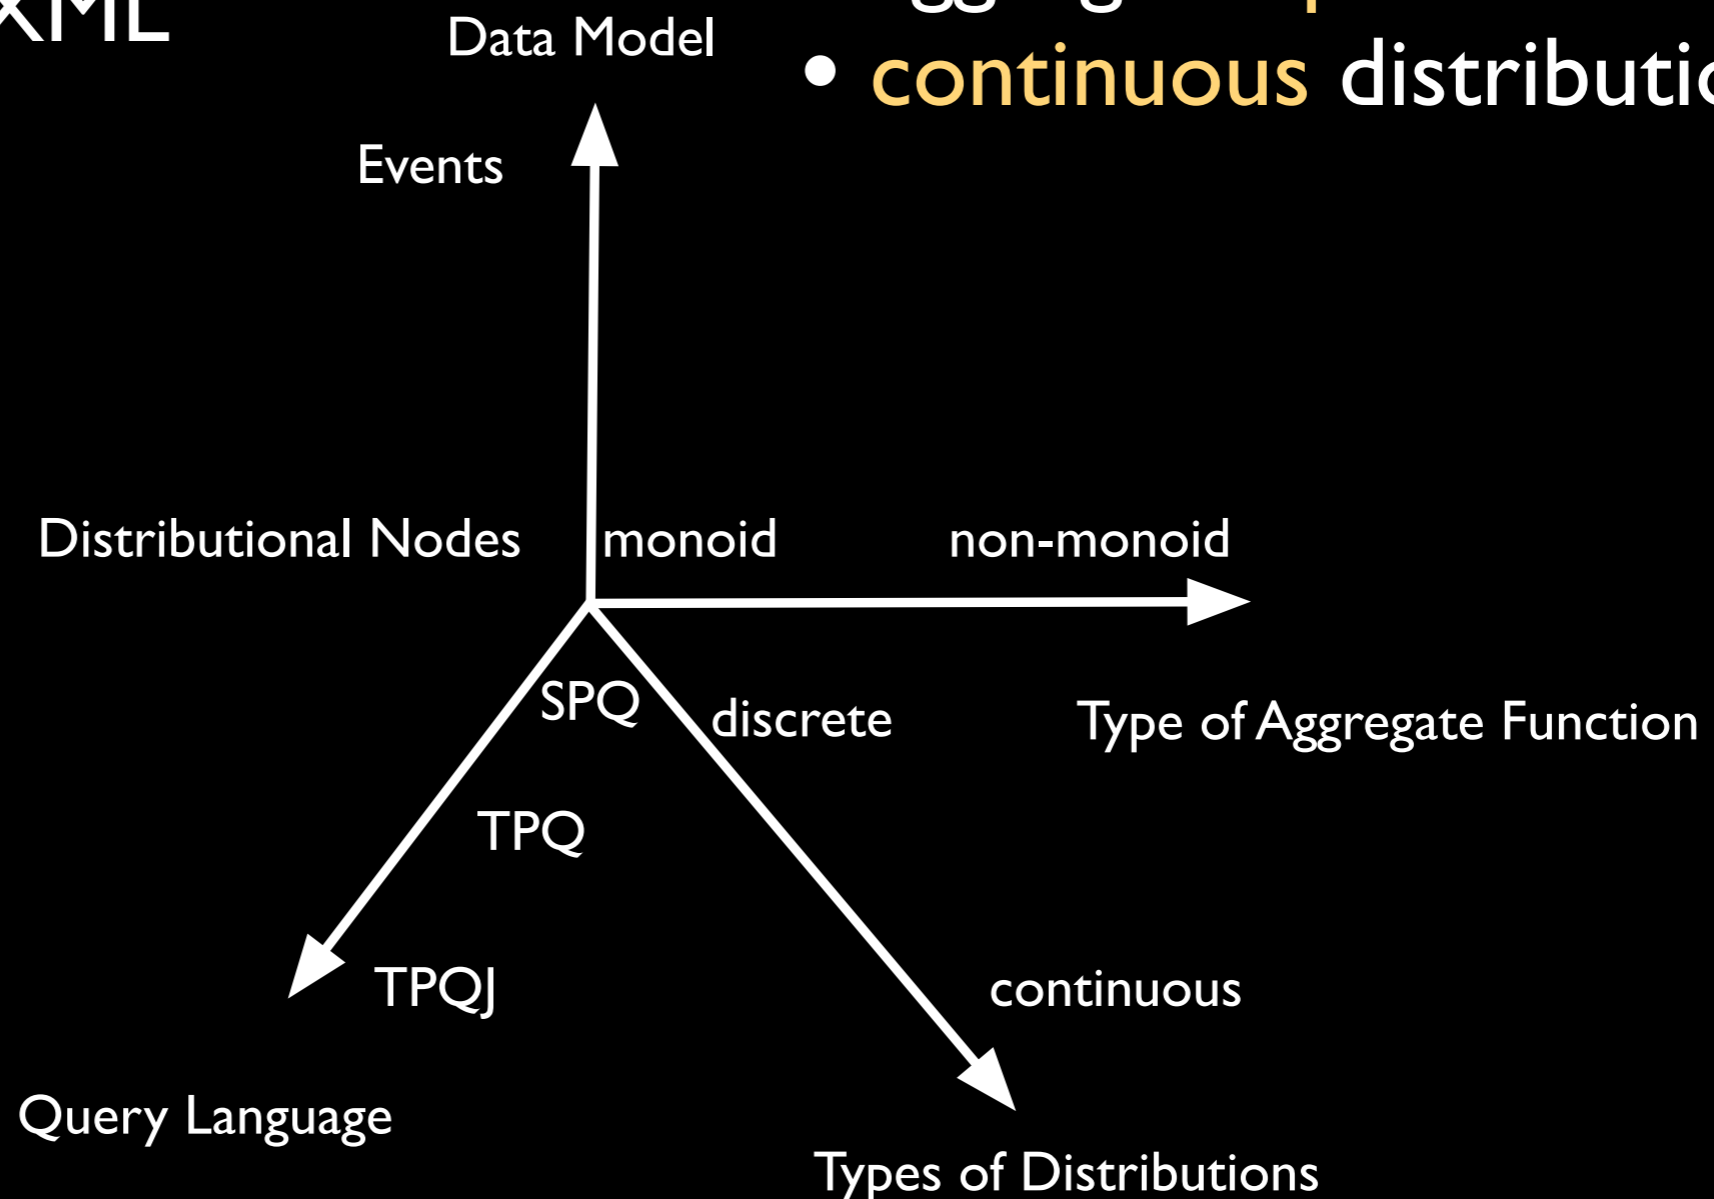 XML
Data Model
• continuous
Events
Distributional Nodes
monoid
non-monoid
SPQ
discrete
Type of Aggregate Function
TPQ
TPQJ
continuous
Query Language
Types of Distributions